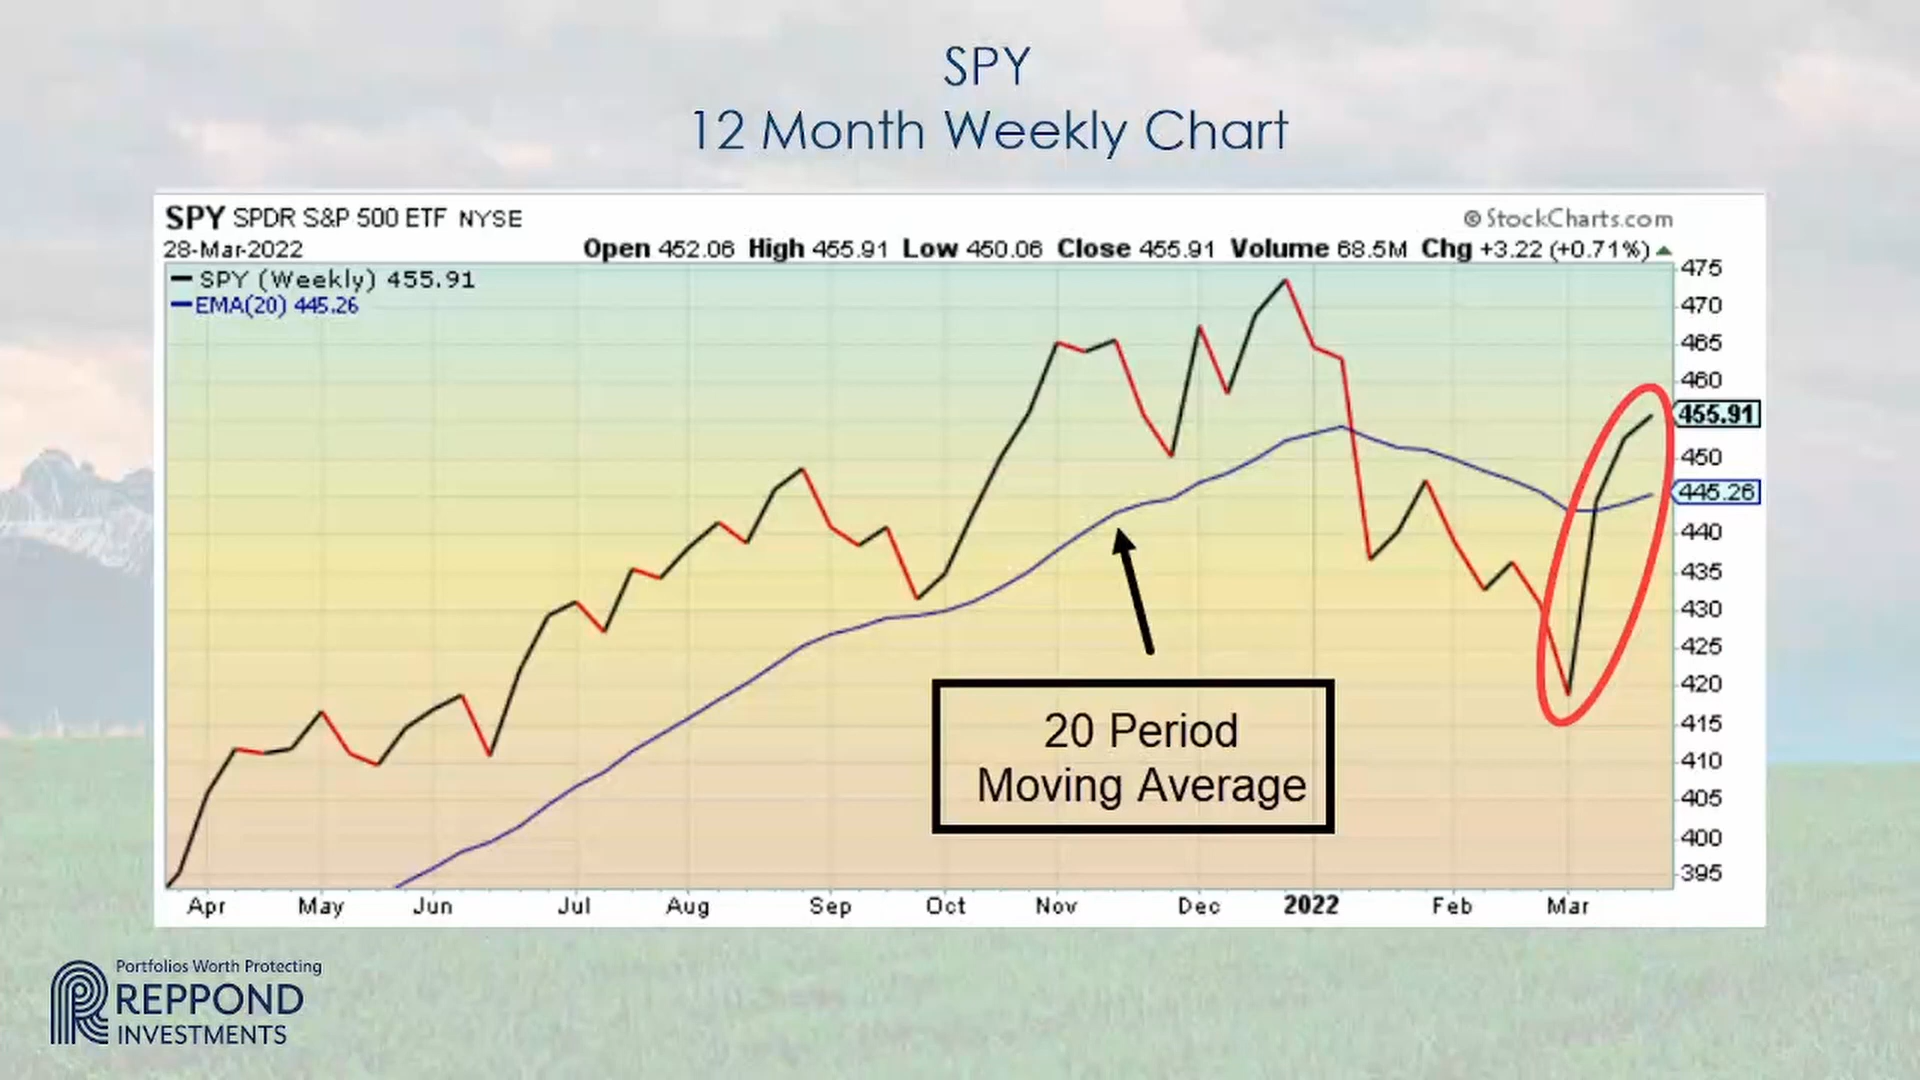 SPY
12 Month Weekly Chart
SPY SPDR S&P 500 ETF NYSE
© StockCharts.com
28-Mar-2022
Open 452.06 High 455.91 Low 450.06 Close 455.91 Volume 68.5M Chg +3.22 (+0.71%)
SPY (Weekly) 455.91
EMA(20) 445.26
475
470
465
460
455.91
450
445.26
440
435
430
425
420
415
410
405
400
395
20 Period
Moving Average
Apr May Jun Jul Aug Sep Oct Nov Dec 2022 Feb Mar
Portfolios Worth Protecting
REPPOND
INVESTMENTS